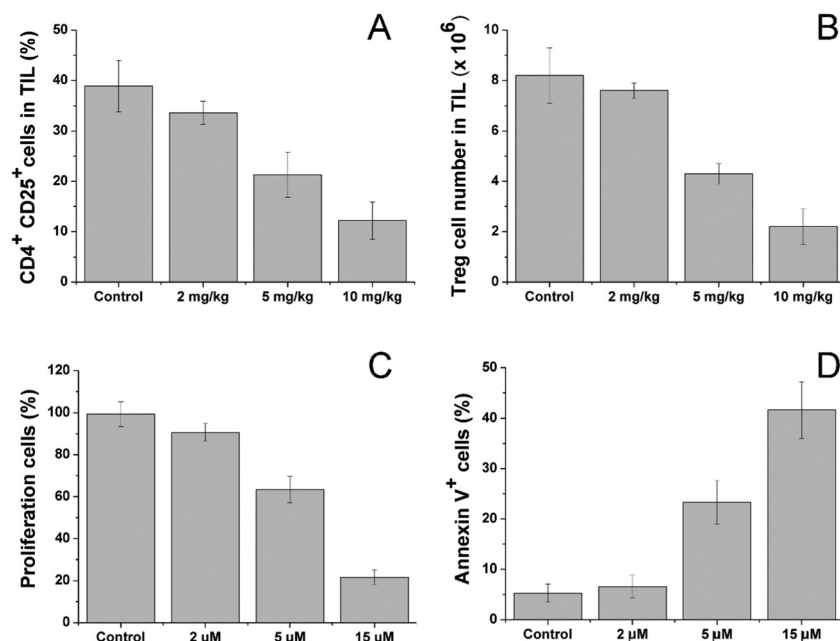 A
CD4+ CD25+ cells in TIL (%)
50
40
30
20
10
0
Control 2 mg/kg 5 mg/kg 10 mg/kg
B
Treg cell number in TIL (x 10^6)
10
8
6
4
2
0
Control 2 mg/kg 5 mg/kg 10 mg/kg
C
Proliferation cells (%)
120
100
80
60
40
20
0
Control 2 µM 5 µM 15 µM
D
Annexin V+ cells (%)
50
40
30
20
10
0
Control 2 µM 5 µM 15 µM